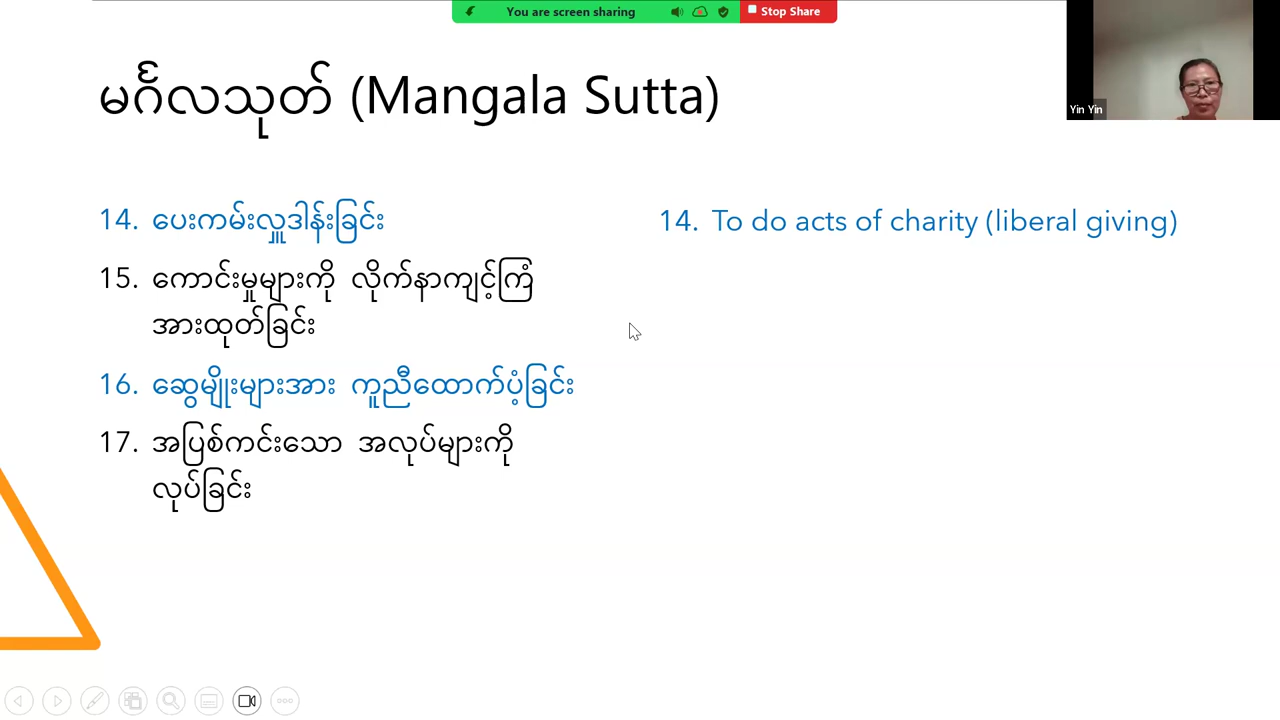 You are screen sharing
Stop Share
Yin Yin
မင်္ဂလသုတ် (Mangala Sutta)
14. ပေးကမ်းလှူဒါန်းခြင်း
15. ကောင်းမှုများကို လိုက်နာကျင့်ကြံ
အားထုတ်ခြင်း
16. ဆွေမျိုးများအား ကူညီထောက်ပံ့ခြင်း
17. အပြစ်ကင်းသော အလုပ်များကို
လုပ်ခြင်း
14. To do acts of charity (liberal giving)